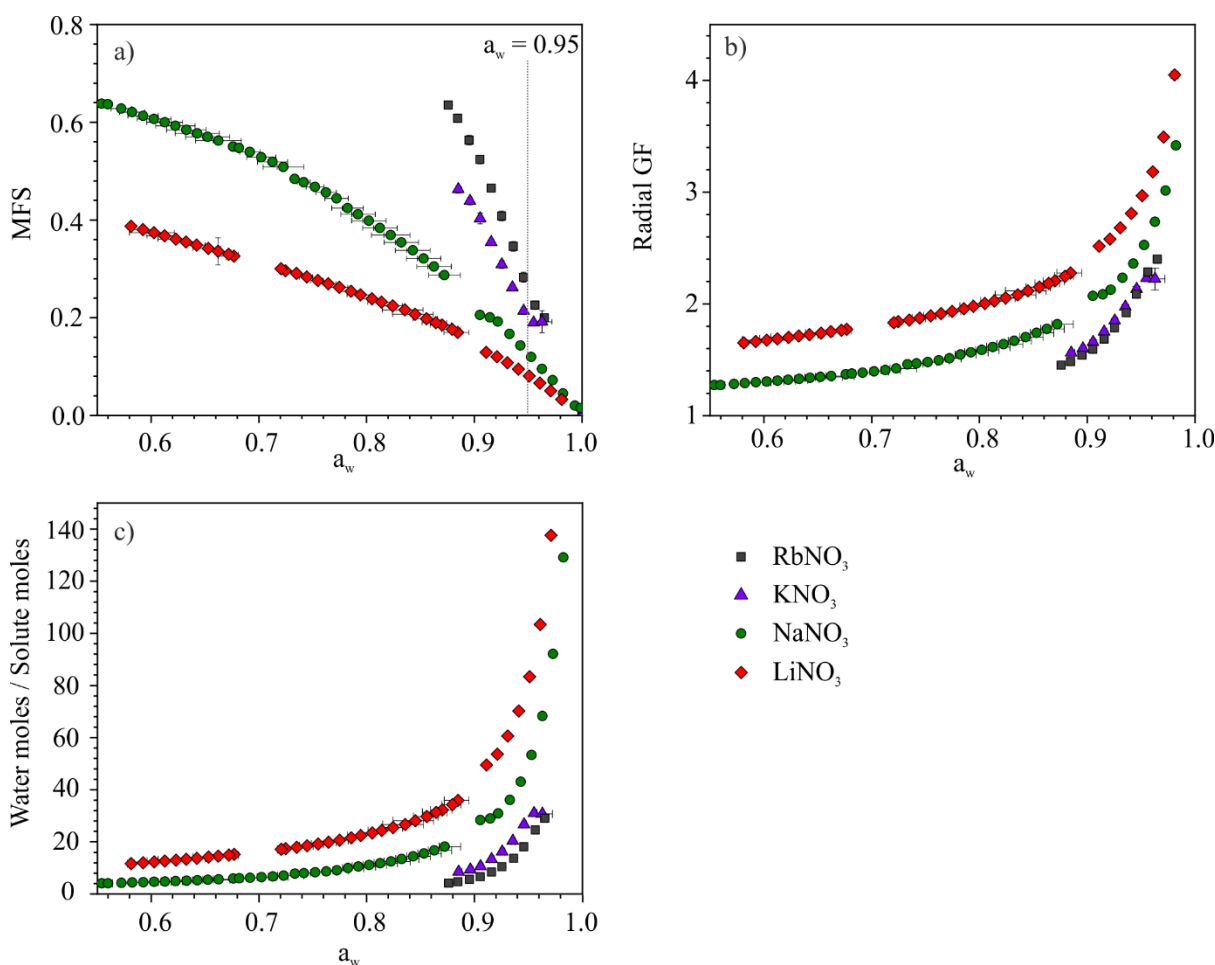 a)
a_w = 0.95
MFS
0.8
0.6
0.4
0.2
0.0
0.6 0.7 0.8 0.9 1.0
a_w
b)
Radial GF
4
3
2
1
0.6 0.7 0.8 0.9 1.0
a_w
c)
Water moles / Solute moles
140
120
100
80
60
40
20
0
0.6 0.7 0.8 0.9 1.0
a_w
RbNO₃
KNO₃
NaNO₃
LiNO₃